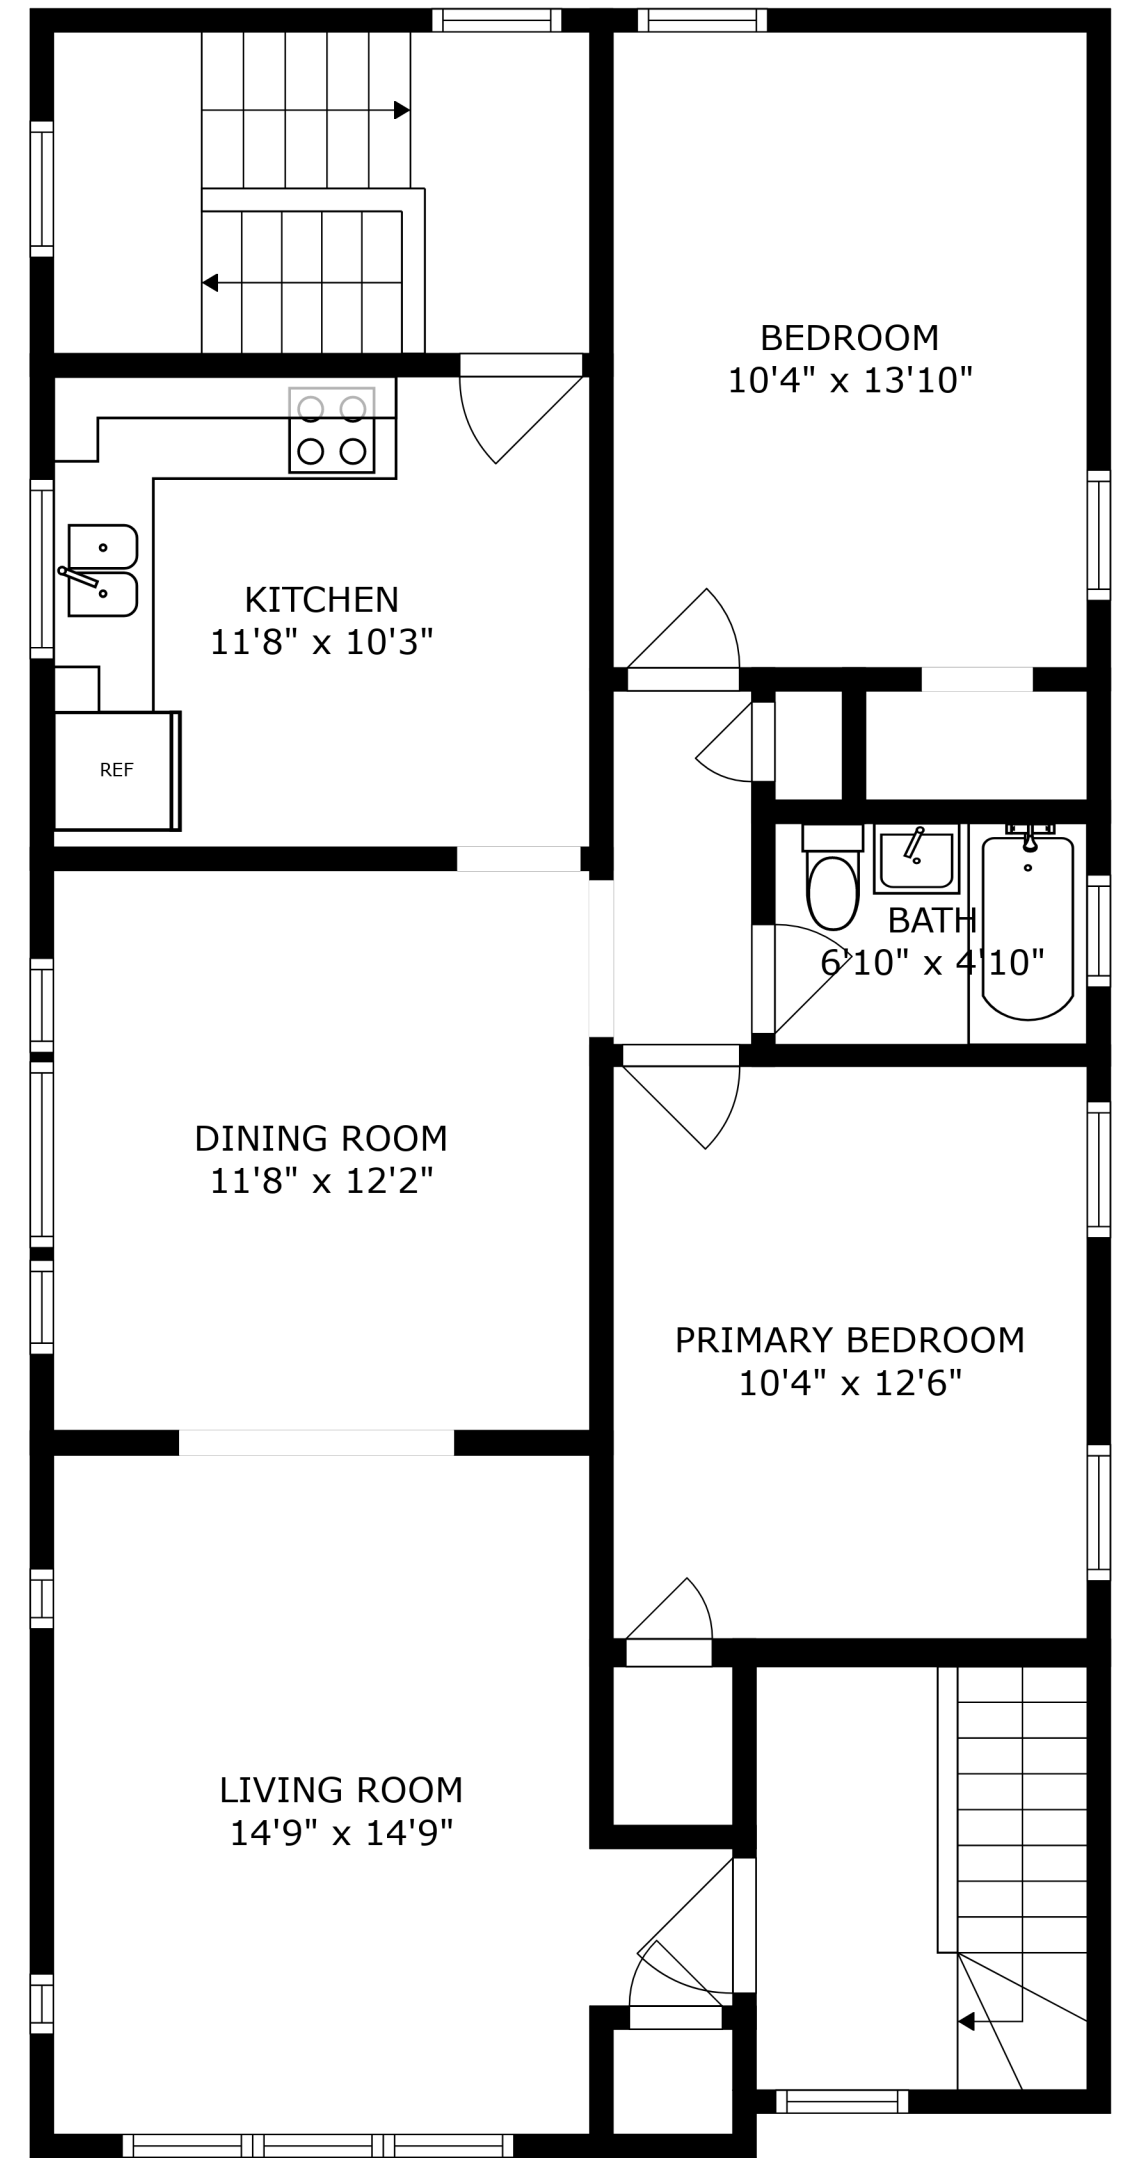 BEDROOM
10'4" x 13'10"
KITCHEN
11'8" x 10'3"
REF
BATH
6'10" x 4'10"
DINING ROOM
11'8" x 12'2"
PRIMARY BEDROOM
10'4" x 12'6"
LIVING ROOM
14'9" x 14'9"